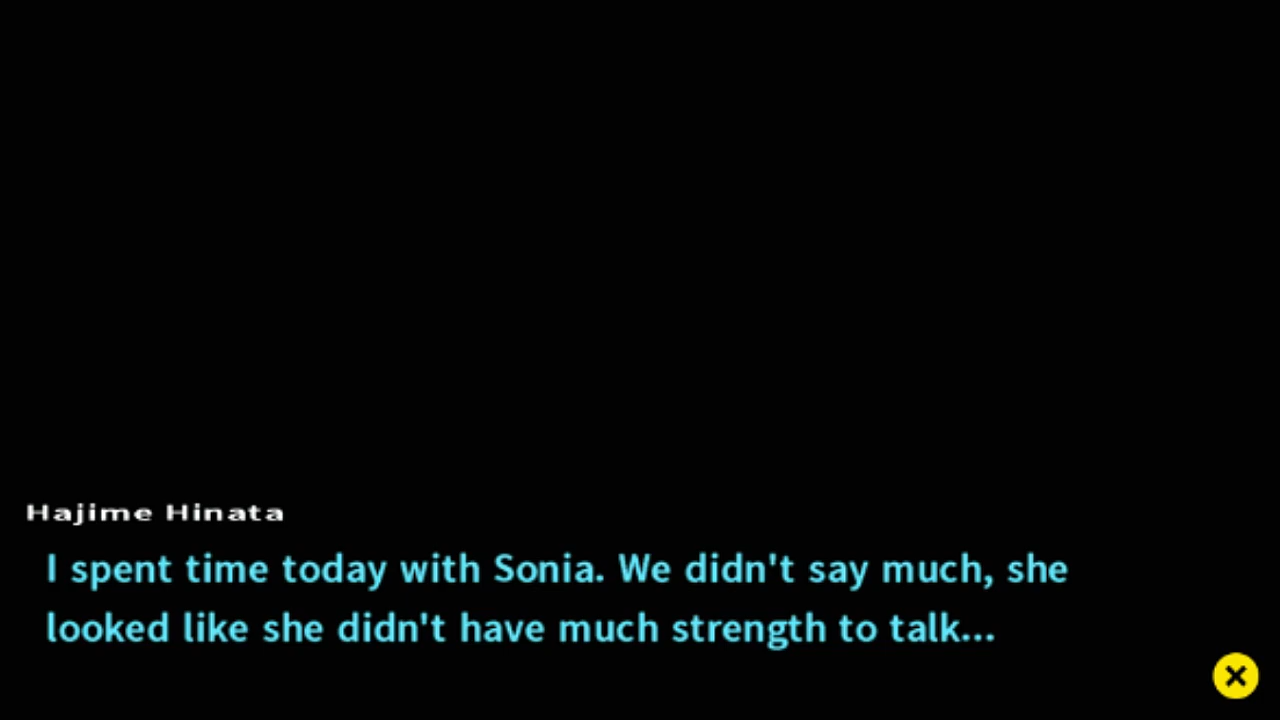 Hajime Hinata
I spent time today with Sonia. We didn't say much, she
looked like she didn't have much strength to talk...